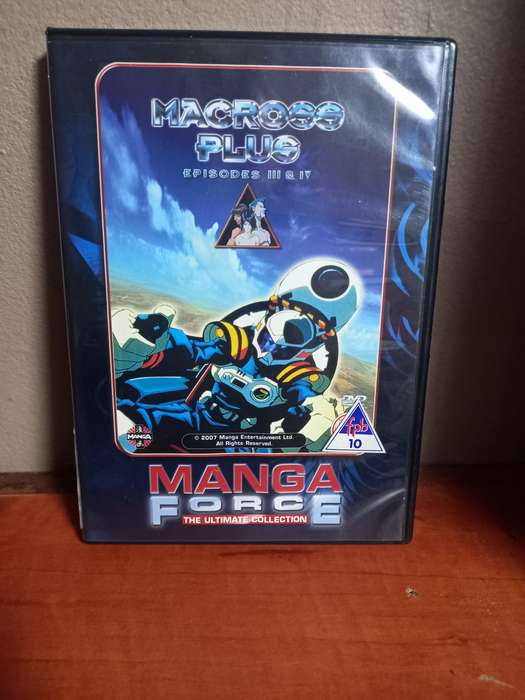 MACROSS
PLUS
EPISODES III & IV
DVD
fpb
10
© 2007 Manga Entertainment Ltd.
All Rights Reserved.
MANGA
MANGA
FORCE
THE ULTIMATE COLLECTION